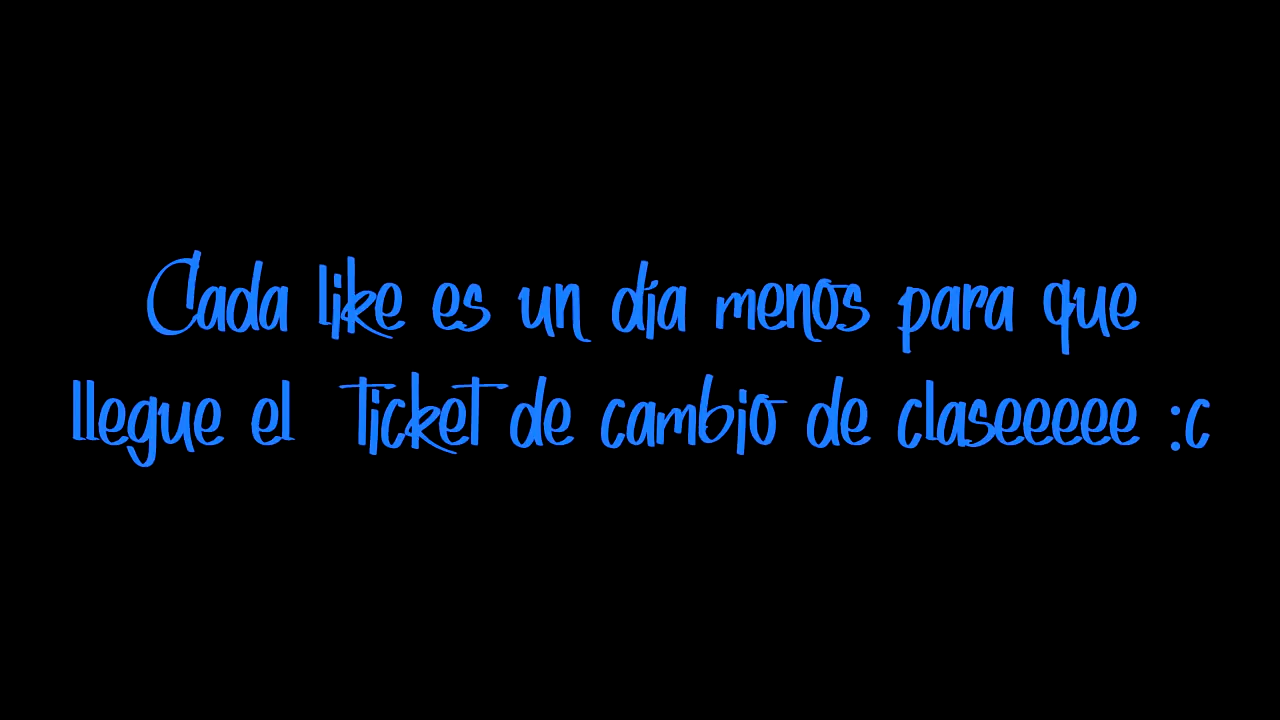 Cada like es un día menos para que
llegue el ticket de cambio de claseeeee :c